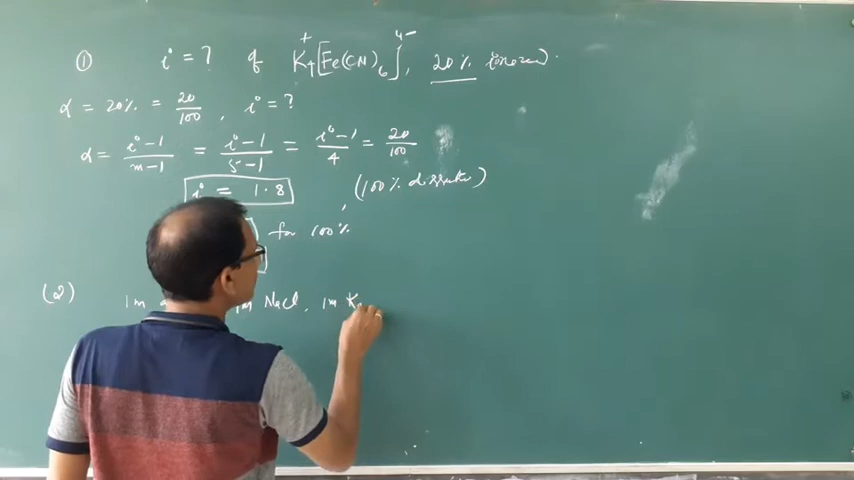 ① i = ? of K₄⁺[Fe(CN)₆]⁴⁻, 20% ionized.
α = 20% = 20/100, i = ?
α = i-1/n-1 = i-1/5-1 = i-1/4 = 20/100
i = 1.8, (100%
for 100%
(2) 1m NaCl, 1m K